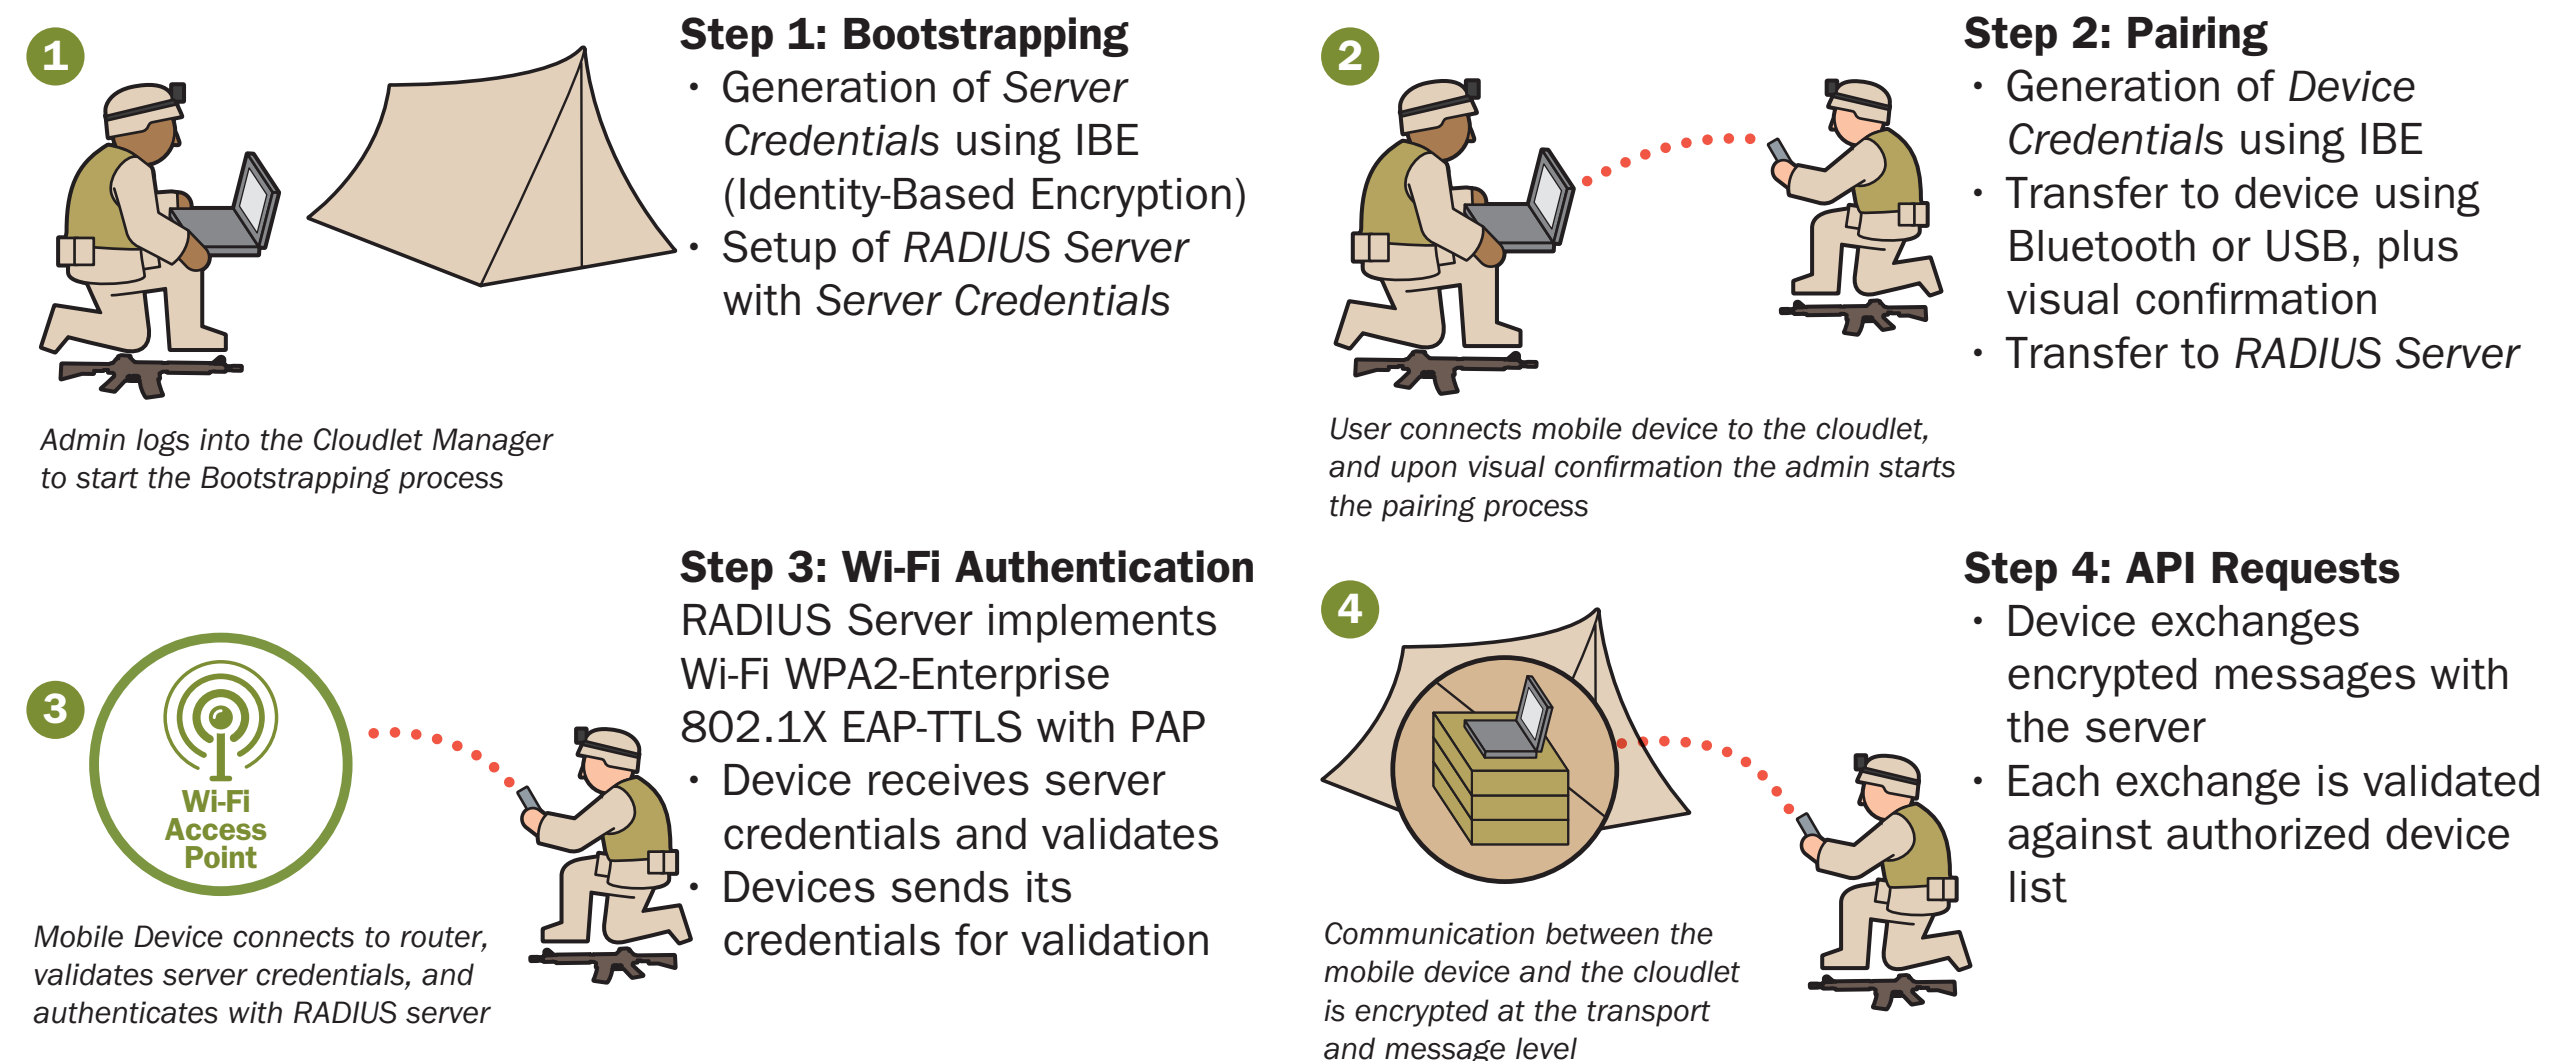 1
Step 1: Bootstrapping
• Generation of Server
Credentials using IBE
(Identity-Based Encryption)
• Setup of RADIUS Server
with Server Credentials
Admin logs into the Cloudlet Manager
to start the Bootstrapping process
2
Step 2: Pairing
• Generation of Device
Credentials using IBE
• Transfer to device using
Bluetooth or USB, plus
visual confirmation
• Transfer to RADIUS Server
User connects mobile device to the cloudlet,
and upon visual confirmation the admin starts
the pairing process
3
Wi-Fi
Access
Point
Step 3: Wi-Fi Authentication
RADIUS Server implements
Wi-Fi WPA2-Enterprise
802.1X EAP-TTLS with PAP
• Device receives server
credentials and validates
• Devices sends its
credentials for validation
Mobile Device connects to router,
validates server credentials, and
authenticates with RADIUS server
4
Step 4: API Requests
• Device exchanges
encrypted messages with
the server
• Each exchange is validated
against authorized device
list
Communication between the
mobile device and the cloudlet
is encrypted at the transport
and message level